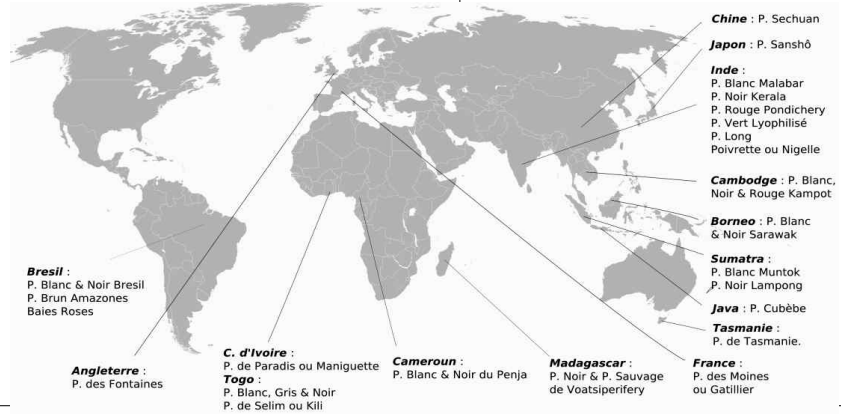 Chine : P. Sechuan
Japon : P. Sanshô
Inde :
P. Blanc Malabar
P. Noir Kerala
P. Rouge Pondichery
P. Vert Lyophilisé
P. Long
Poivrette ou Nigelle
Cambodge : P. Blanc,
Noir & Rouge Kampot
Borneo : P. Blanc
& Noir Sarawak
Sumatra :
P. Blanc Muntok
P. Noir Lampong
Java : P. Cubèbe
Tasmanie :
P. de Tasmanie.
Bresil :
P. Blanc & Noir Bresil
P. Brun Amazones
Baies Roses
Angleterre :
P. des Fontaines
C. d'Ivoire :
P. de Paradis ou Maniguette
Togo :
P. Blanc, Gris & Noir
P. de Selim ou Kili
Cameroun :
P. Blanc & Noir du Penja
Madagascar :
P. Noir & P. Sauvage
de Voatsiperifery
France :
P. des Moines
ou Gatillier